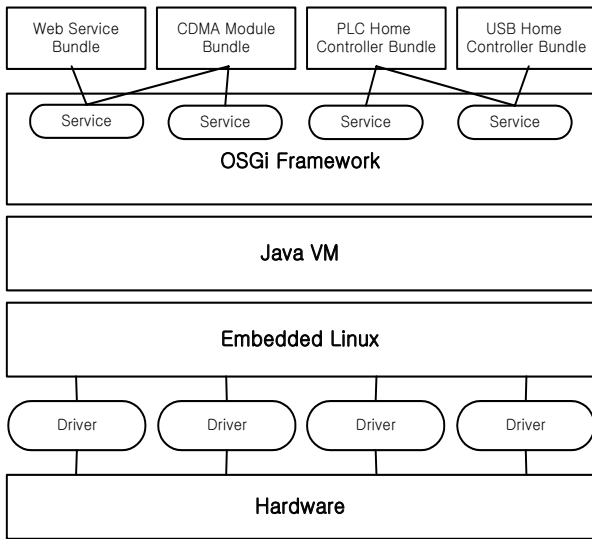 Web Service
Bundle
CDMA Module
Bundle
PLC Home
Controller Bundle
USB Home
Controller Bundle
Service
Service
Service
Service
OSGi Framework
Java VM
Embedded Linux
Driver
Driver
Driver
Driver
Hardware